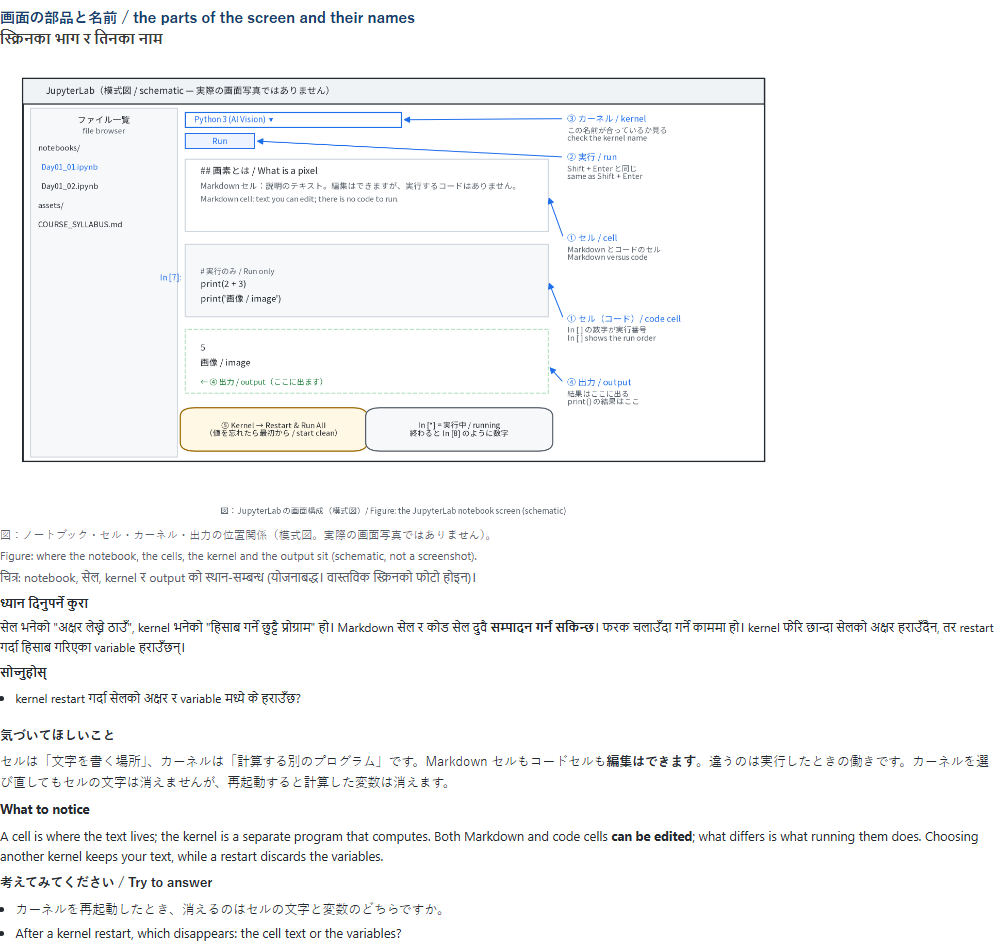 画面の部品と名前 / the parts of the screen and their names
स्क्रिनका भाग र तिनका नाम
JupyterLab（模式図 / schematic — 実際の画面写真ではありません）
ファイル一覧
file browser
notebooks/
Day01_01.ipynb
Day01_02.ipynb
assets/
COURSE_SYLLABUS.md
Python 3 (AI Vision) ▾
Run
## 画素とは / What is a pixel
Markdown セル：説明のテキスト。編集はできますが、実行するコードはありません。
Markdown cell: text you can edit; there is no code to run.
In [7]:
# 実行のみ / Run only
print(2 + 3)
print('画像 / image')
5
画像 / image
← ④ 出力 / output（ここに出ます）
⑤ Kernel → Restart & Run All
（値を忘れたら最初から / start clean）
In [*] = 実行中 / running
終わると In [8] のように数字
③ カーネル / kernel
この名前が合っているか見る
check the kernel name
② 実行 / run
Shift + Enter と同じ
same as Shift + Enter
① セル / cell
Markdown とコードのセル
Markdown versus code
① セル（コード）/ code cell
In [ ] の数字が実行番号
In [ ] shows the run order
④ 出力 / output
結果はここに出る
print() の結果はここ
図：JupyterLab の画面構成（模式図）/ Figure: the JupyterLab notebook screen (schematic)
図：ノートブック・セル・カーネル・出力の位置関係（模式図。実際の画面写真ではありません）。
Figure: where the notebook, the cells, the kernel and the output sit (schematic, not a screenshot).
चित्र: notebook, सेल, kernel र output को स्थान-सम्बन्ध (योजनाबद्ध। वास्तविक स्क्रिनको फोटो होइन)।
ध्यान दिनुपर्ने कुरा
सेल भनेको "अक्षर लेख्ने ठाउँ", kernel भनेको "हिसाब गर्ने छुट्टै प्रोग्राम" हो। Markdown सेल र कोड सेल दुवै सम्पादन गर्न सकिन्छ। फरक चलाउँदा गर्ने काममा हो। kernel फेरि छान्दा सेलको अक्षर हराउँदैन, तर restart
गर्दा हिसाब गरिएका variable हराउँछन्।
सोच्नुहोस्
• kernel restart गर्दा सेलको अक्षर र variable मध्ये के हराउँछ?
気づいてほしいこと
セルは「文字を書く場所」、カーネルは「計算する別のプログラム」です。Markdown セルもコードセルも編集はできます。違うのは実行したときの働きです。カーネルを選
び直してもセルの文字は消えませんが、再起動すると計算した変数は消えます。
What to notice
A cell is where the text lives; the kernel is a separate program that computes. Both Markdown and code cells can be edited; what differs is what running them does. Choosing
another kernel keeps your text, while a restart discards the variables.
考えてみてください / Try to answer
• カーネルを再起動したとき、消えるのはセルの文字と変数のどちらですか。
• After a kernel restart, which disappears: the cell text or the variables?